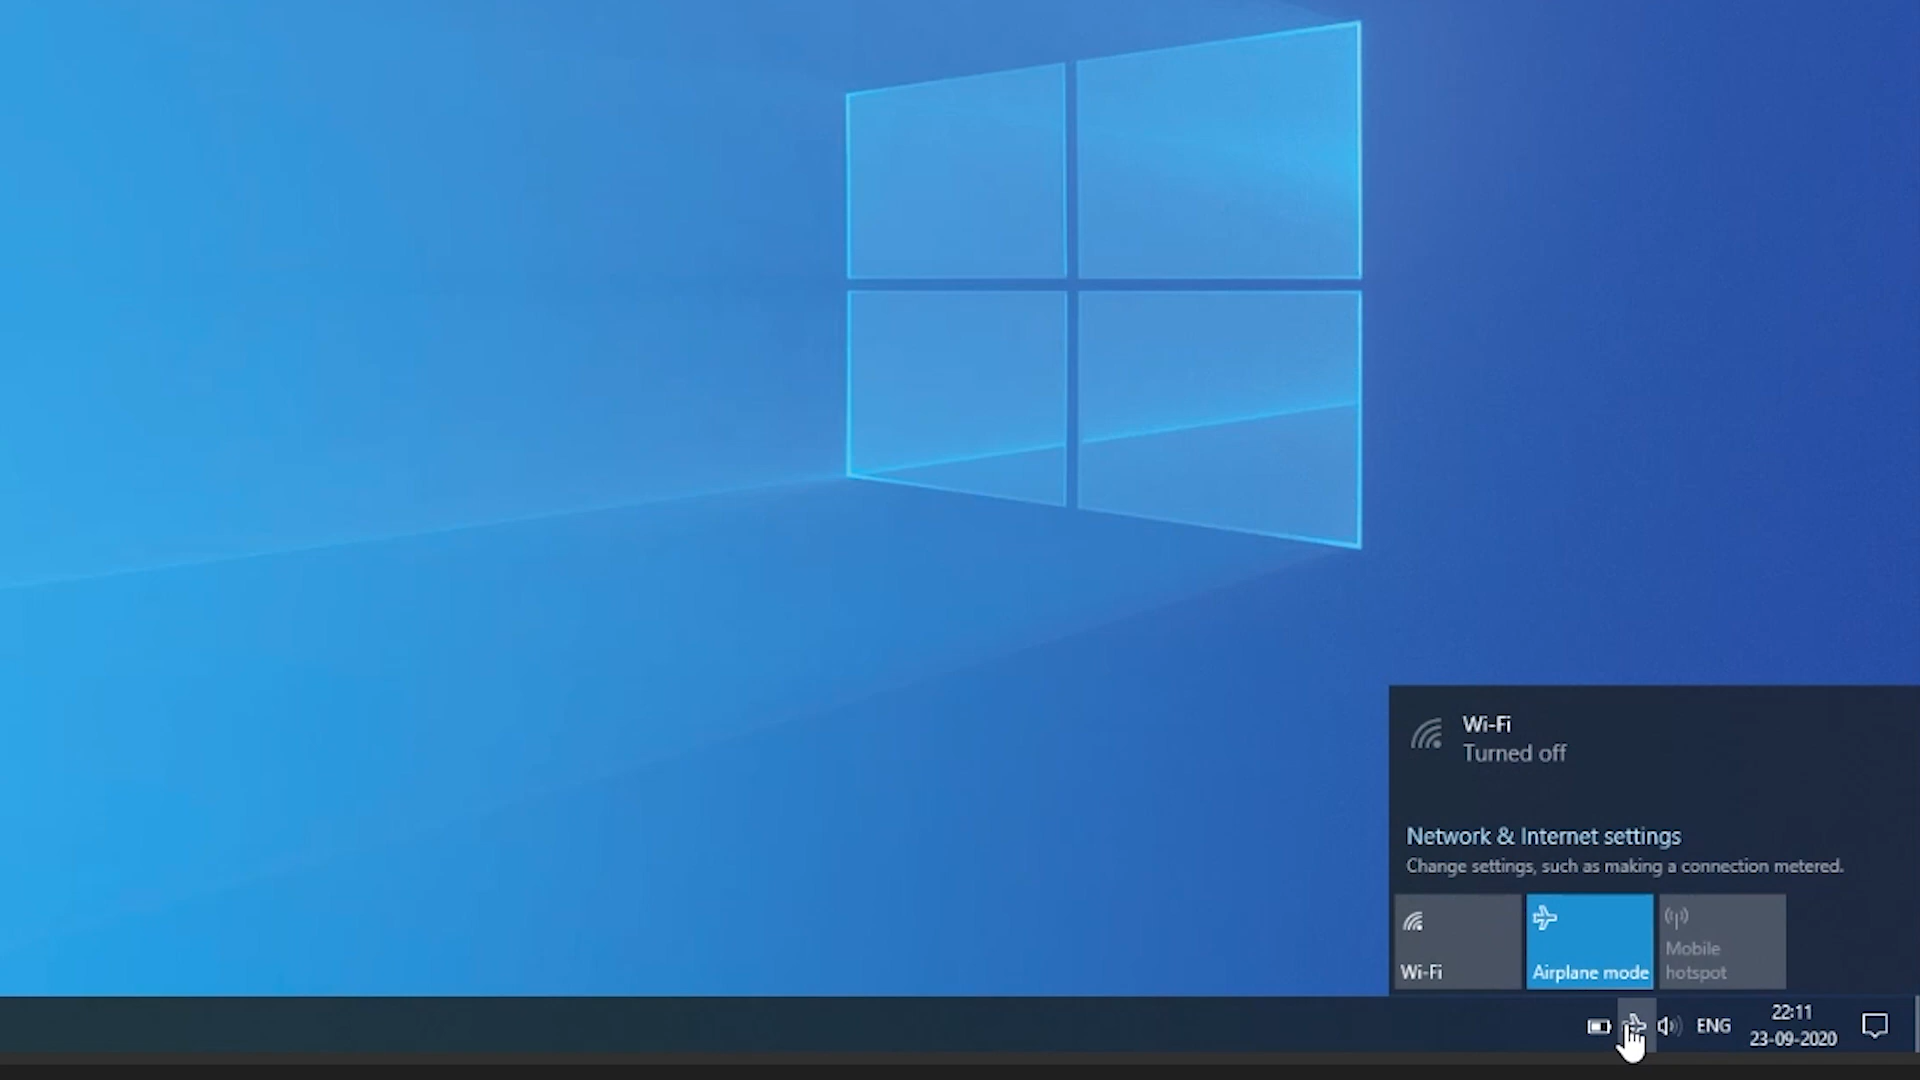 Wi-Fi
Turned off
Network & Internet settings
Change settings, such as making a connection metered.
Wi-Fi
Airplane mode
Mobile
hotspot
ENG
22:11
23-09-2020